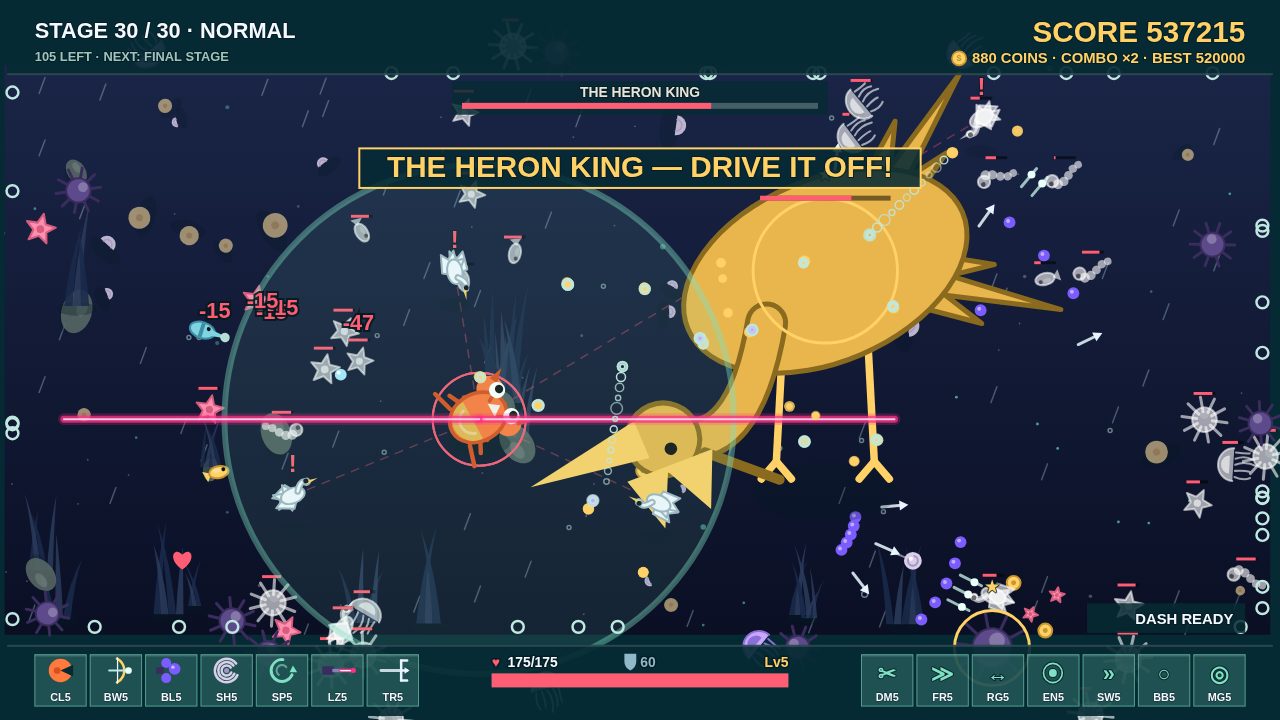 STAGE 30 / 30 · NORMAL
105 LEFT · NEXT: FINAL STAGE
SCORE 537215
880 COINS · COMBO ×2 · BEST 520000
THE HERON KING
THE HERON KING — DRIVE IT OFF!
!
!
!
-15
-15
-15
-47
DASH READY
♥ 175/175
60
Lv5
CL5
BW5
BL5
SH5
SP5
LZ5
TR5
DM5
FR5
RG5
EN5
SW5
BB5
MG5